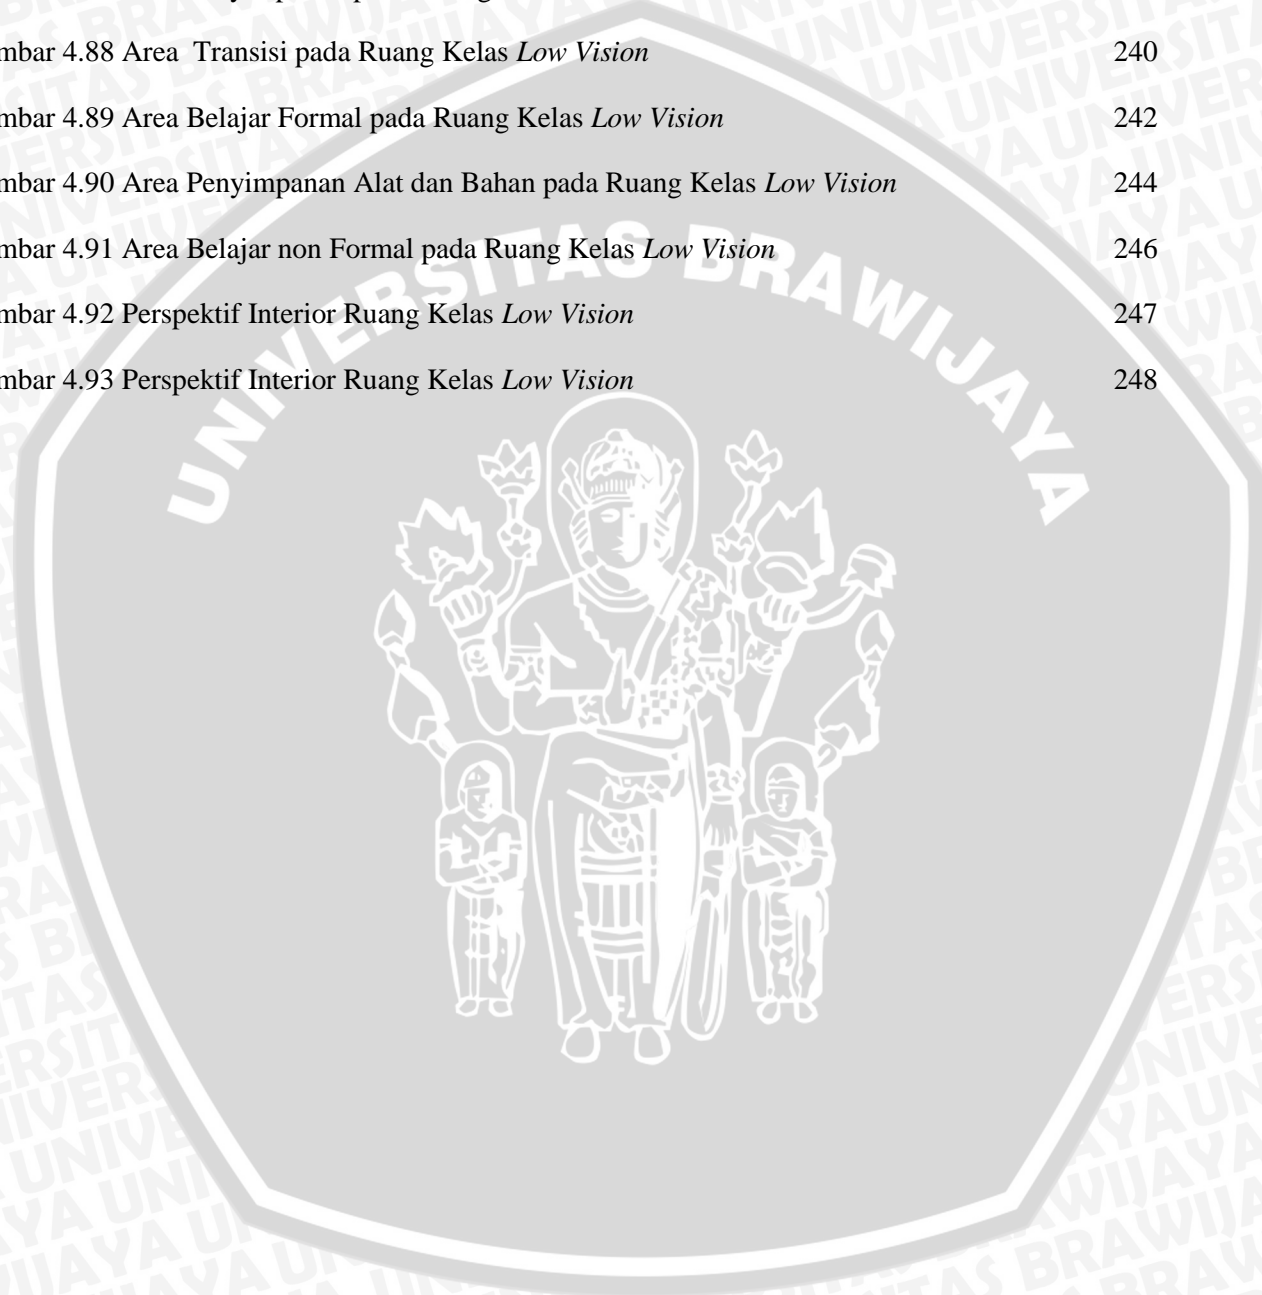 mbar 4.88 Area  Transisi pada Ruang Kelas Low Vision 240
mbar 4.89 Area Belajar Formal pada Ruang Kelas Low Vision 242
mbar 4.90 Area Penyimpanan Alat dan Bahan pada Ruang Kelas Low Vision 244
mbar 4.91 Area Belajar non Formal pada Ruang Kelas Low Vision 246
mbar 4.92 Perspektif Interior Ruang Kelas Low Vision 247
mbar 4.93 Perspektif Interior Ruang Kelas Low Vision 248
UNIVERSITAS BRAWIJAYA